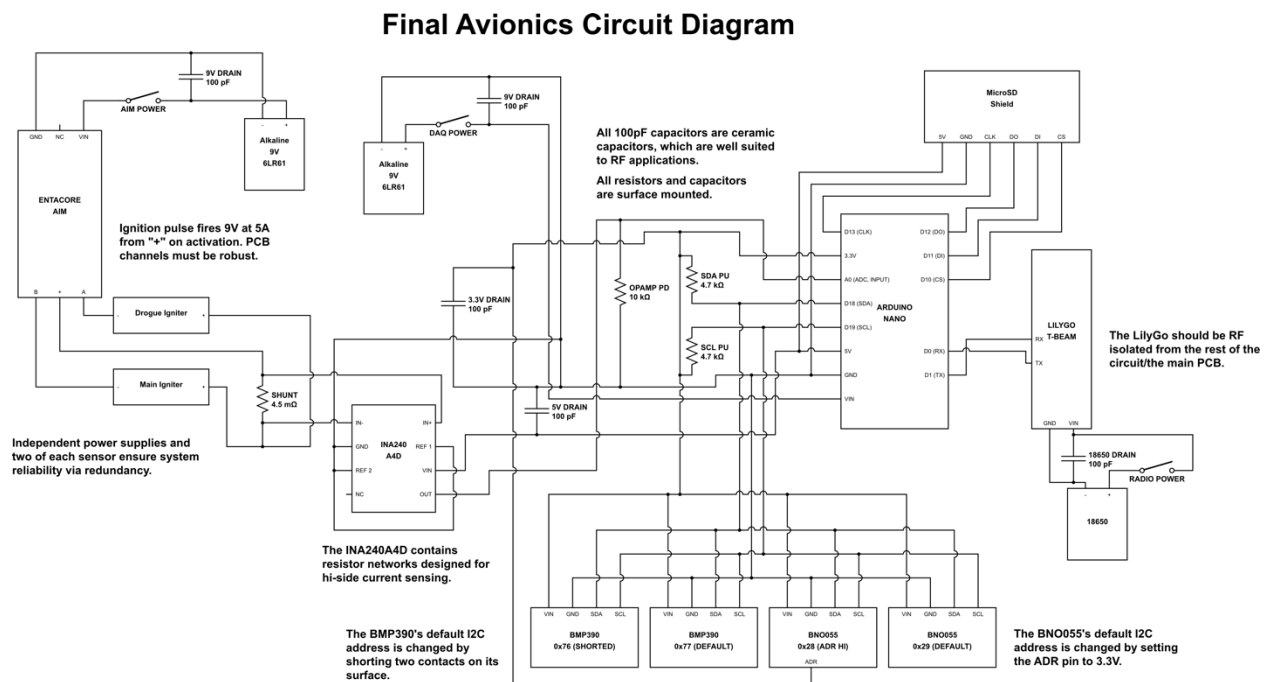 Final Avionics Circuit Diagram
9V DRAIN
100 pF
AIM POWER
GND NC VIN
- +
Alkaline
9V
6LR61
ENTACORE
AIM
B + A
Ignition pulse fires 9V at 5A
from "+" on activation. PCB
channels must be robust.
- Drogue Igniter +
- Main Igniter +
SHUNT
4.5 mΩ
Independent power supplies and
two of each sensor ensure system
reliability via redundancy.
9V DRAIN
100 pF
DAQ POWER
- +
Alkaline
9V
6LR61
All 100pF capacitors are ceramic
capacitors, which are well suited
to RF applications.
All resistors and capacitors
are surface mounted.
MicroSD
Shield
5V GND CLK DO DI CS
3.3V DRAIN
100 pF
OPAMP PD
10 kΩ
SDA PU
4.7 kΩ
SCL PU
4.7 kΩ
5V DRAIN
100 pF
D13 (CLK)
3.3V
A0 (ADC, INPUT)
D18 (SDA)
D19 (SCL)
5V
GND
VIN
ARDUINO
NANO
D12 (DO)
D11 (DI)
D10 (CS)
D0 (RX)
D1 (TX)
LILYGO
T-BEAM
RX
TX
GND VIN
The LilyGo should be RF
isolated from the rest of the
circuit/the main PCB.
18650 DRAIN
100 pF
RADIO POWER
- +
18650
IN-
GND
REF 2
NC
INA240
A4D
IN+
REF 1
VIN
OUT
The INA240A4D contains
resistor networks designed for
hi-side current sensing.
VIN GND SDA SCL
BMP390
0x76 (SHORTED)
VIN GND SDA SCL
BMP390
0x77 (DEFAULT)
VIN GND SDA SCL
BNO055
0x28 (ADR HI)
ADR
VIN GND SDA SCL
BNO055
0x29 (DEFAULT)
The BMP390's default I2C
address is changed by
shorting two contacts on its
surface.
The BNO055's default I2C
address is changed by setting
the ADR pin to 3.3V.